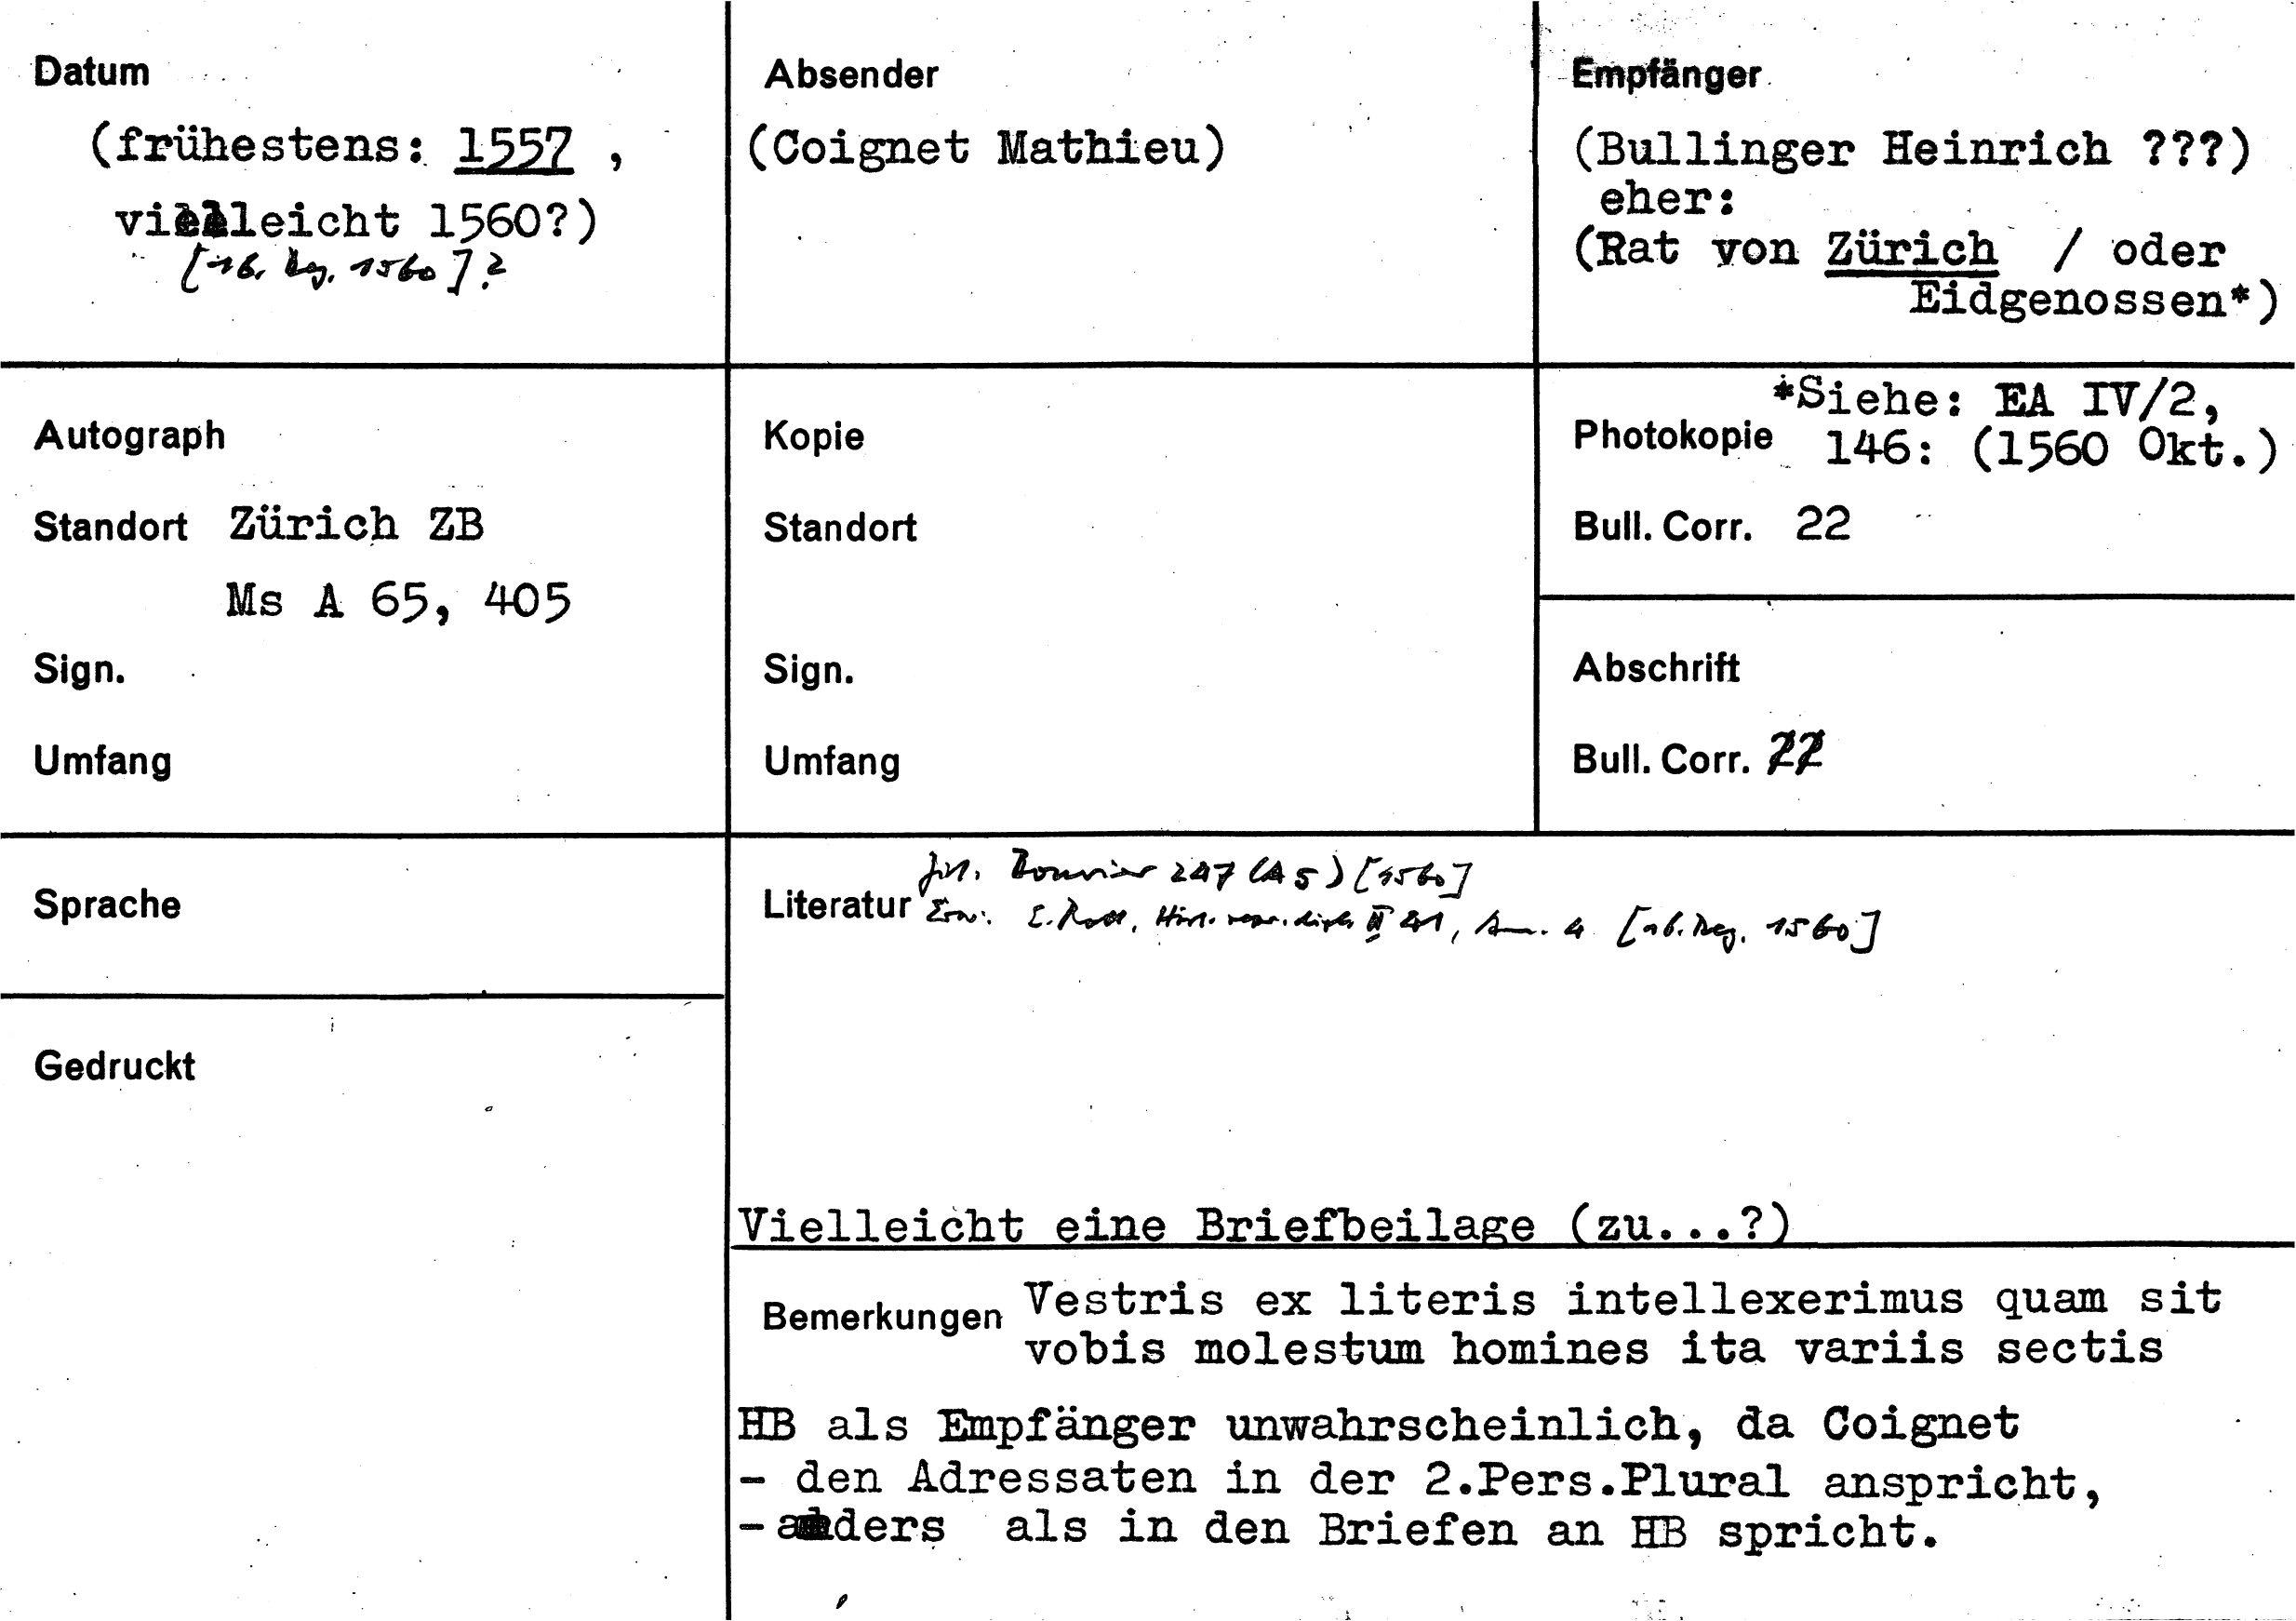 Datum
(frühestens: 1557 ,
vielleicht 1560?)
[16. Dez. 1560]?
Absender
(Coignet Mathieu)
Empfänger
(Bullinger Heinrich ???)
eher:
(Rat von Zürich / oder
Eidgenossen*)
Autograph
Standort Zürich ZB
Ms A 65, 405
Sign.
Umfang
Kopie
Standort
Sign.
Umfang
*Siehe: EA IV/2,
Photokopie 146: (1560 Okt.)
Bull. Corr. 22
Abschrift
Bull. Corr. 22
Sprache
Gedruckt
Bouvier 247 (A 5) [1560]
Literatur Erw: E. Rott, Hist. repr. dipl. II 41, Anm. 4 [16. Dez. 1560]
Vielleicht eine Briefbeilage (zu...?)
Bemerkungen Vestris ex literis intellexerimus quam sit
vobis molestum homines ita variis sectis
HB als Empfänger unwahrscheinlich, da Coignet
- den Adressaten in der 2.Pers.Plural anspricht,
- anders als in den Briefen an HB spricht.